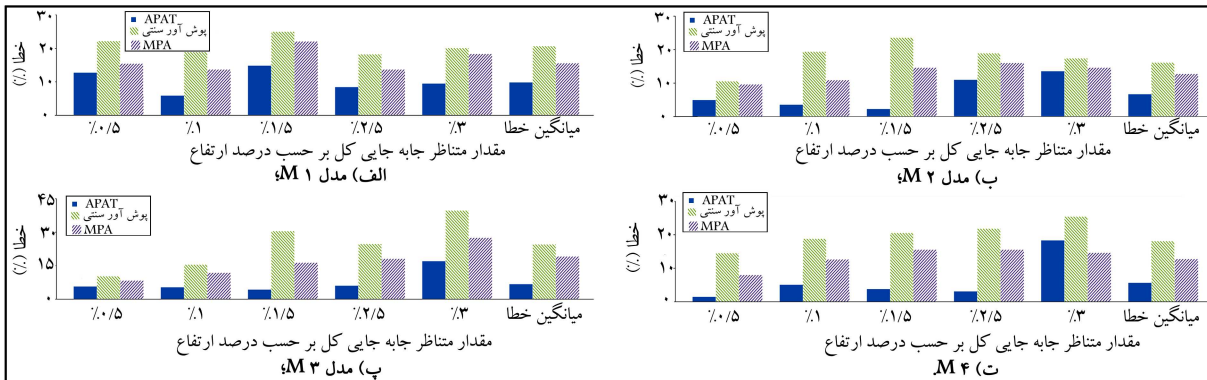 ۳۰
۲۰
۱۰
۰
خطا (٪)
APAT
پوش آور سنتی
MPA
٪۰/۵ ٪۱ ٪۱/۵ ٪۲/۵ ٪۳ میانگین خطا
مقدار متناظر جابه جایی کل بر حسب درصد ارتفاع
الف) مدل M ۱؛
۳۰
۲۰
۱۰
۰
خطا (٪)
APAT
پوش آور سنتی
MPA
٪۰/۵ ٪۱ ٪۱/۵ ٪۲/۵ ٪۳ میانگین خطا
مقدار متناظر جابه جایی کل بر حسب درصد ارتفاع
ب) مدل M ۲؛
۴۵
۳۰
۱۵
۰
خطا (٪)
APAT
پوش آور سنتی
MPA
٪۰/۵ ٪۱ ٪۱/۵ ٪۲/۵ ٪۳ میانگین خطا
مقدار متناظر جابه جایی کل بر حسب درصد ارتفاع
پ) مدل M ۳؛
۳۰
۲۰
۱۰
۰
خطا (٪)
APAT
پوش آور سنتی
MPA
٪۰/۵ ٪۱ ٪۱/۵ ٪۲/۵ ٪۳ میانگین خطا
مقدار متناظر جابه جایی کل بر حسب درصد ارتفاع
ت) M ۴.